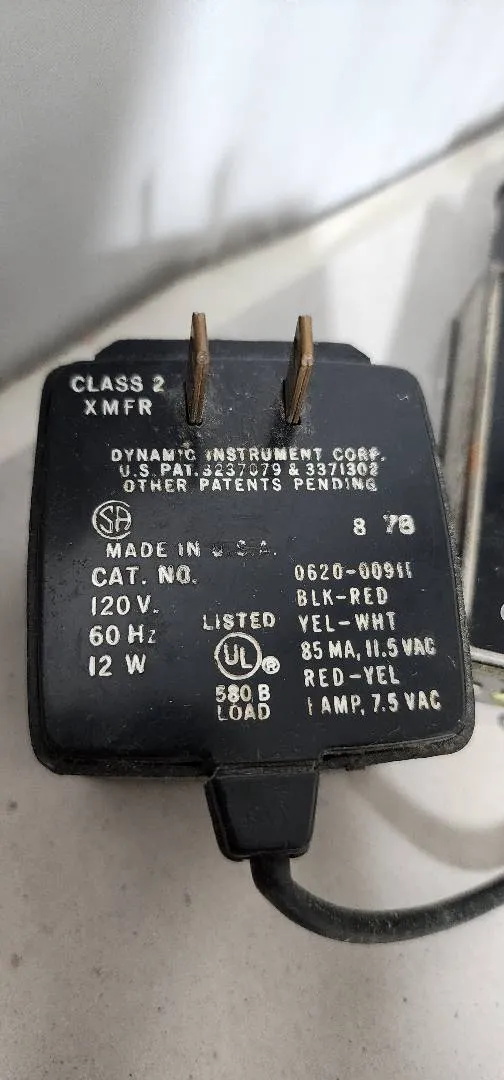 CLASS 2
XMFR
DYNAMIC INSTRUMENT CORP.
U.S. PAT. 3237079 & 3371302
OTHER PATENTS PENDING
SA
8 78
MADE IN U.S.A.
CAT. NO. 0620-00911
120 V. BLK-RED
60 Hz LISTED YEL-WHT
12 W UL ® 85 MA, 11.5 VAC
580 B RED-YEL
LOAD 1 AMP, 7.5 VAC